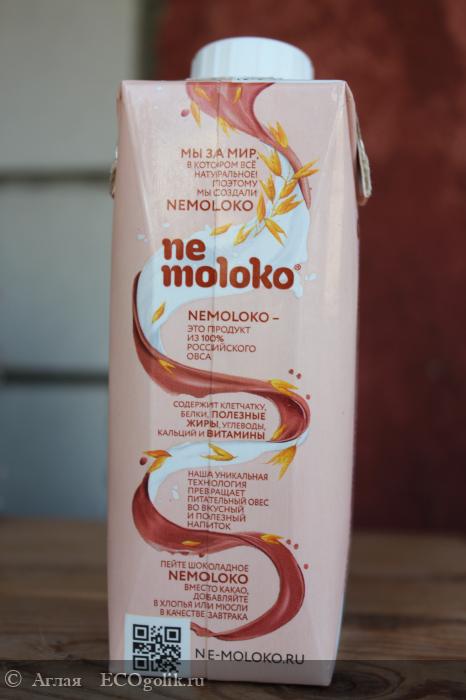 МЫ ЗА МИР,
В КОТОРОМ ВСЁ
НАТУРАЛЬНОЕ!
ПОЭТОМУ
МЫ СОЗДАЛИ
NEMOLOKO
ne
moloko®
NEMOLOKO –
ЭТО ПРОДУКТ
ИЗ 100%
РОССИЙСКОГО
ОВСА
СОДЕРЖИТ КЛЕТЧАТКУ,
БЕЛКИ, ПОЛЕЗНЫЕ
ЖИРЫ, УГЛЕВОДЫ,
КАЛЬЦИЙ И ВИТАМИНЫ
НАША УНИКАЛЬНАЯ
ТЕХНОЛОГИЯ
ПРЕВРАЩАЕТ
ПИТАТЕЛЬНЫЙ ОВЕС
ВО ВКУСНЫЙ
И ПОЛЕЗНЫЙ
НАПИТОК
ПЕЙТЕ ШОКОЛАДНОЕ
NEMOLOKO
ВМЕСТО КАКАО,
ДОБАВЛЯЙТЕ
В ХЛОПЬЯ ИЛИ МЮСЛИ
В КАЧЕСТВЕ ЗАВТРАКА
NE-MOLOKO.RU
© Аглая ECOgolik.ru